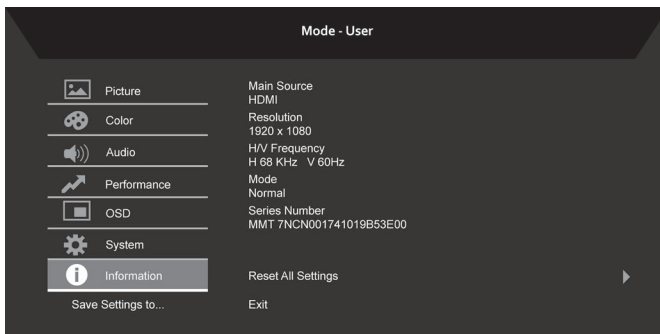 Mode - User
Picture
Color
Audio
Performance
OSD
System
Information
Save Settings to...
Main Source
HDMI
Resolution
1920 x 1080
H/V Frequency
H 68 KHz   V 60Hz
Mode
Normal
Series Number
MMT 7NCN001741019B53E00
Reset All Settings
Exit